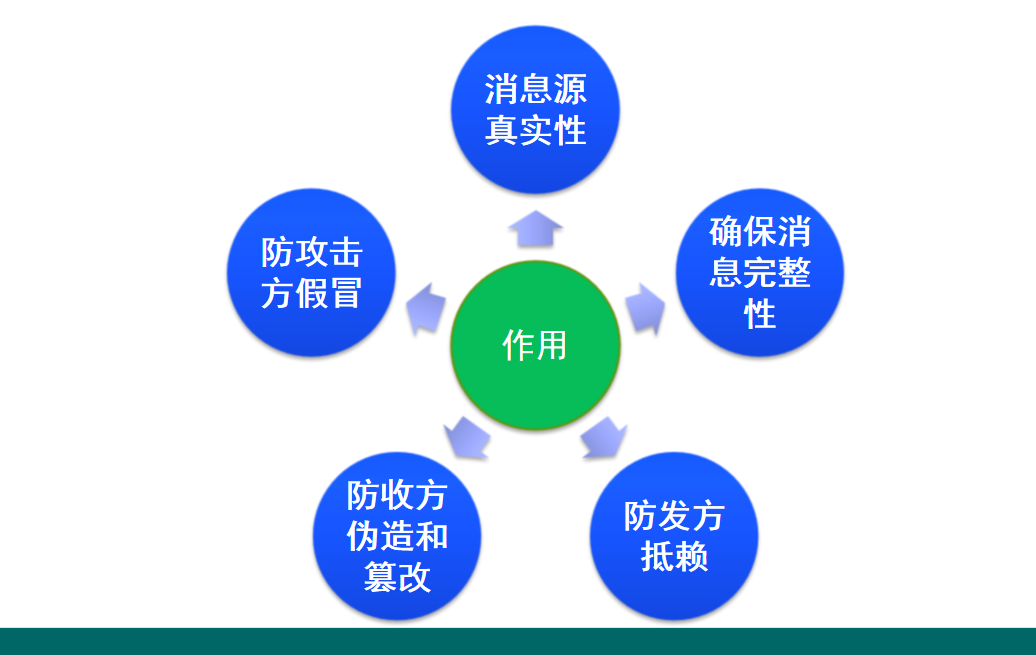 消息源
真实性
确保消
息完整
性
防攻击
方假冒
作用
防收方
伪造和
篡改
防发方
抵赖